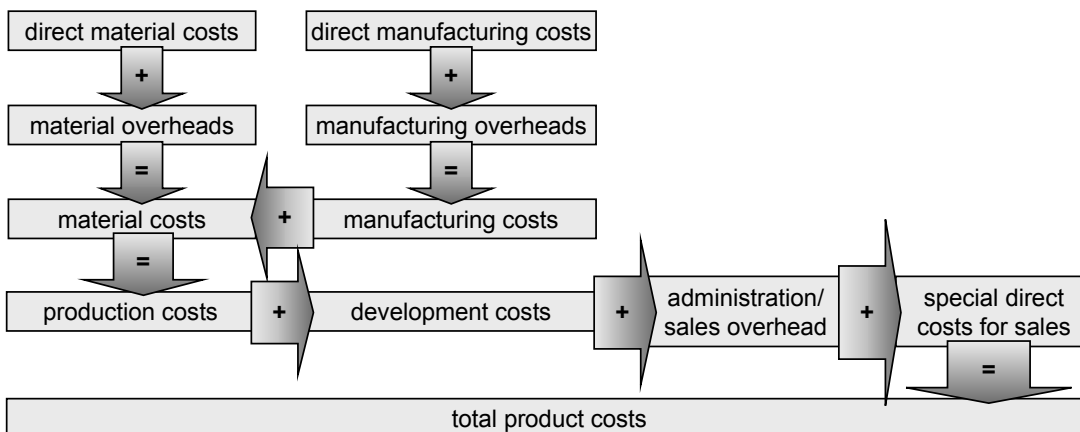 direct material costs
direct manufacturing costs
+
+
material overheads
manufacturing overheads
=
=
material costs
+
manufacturing costs
=
production costs
+
development costs
+
administration/
sales overhead
+
special direct
costs for sales
=
total product costs